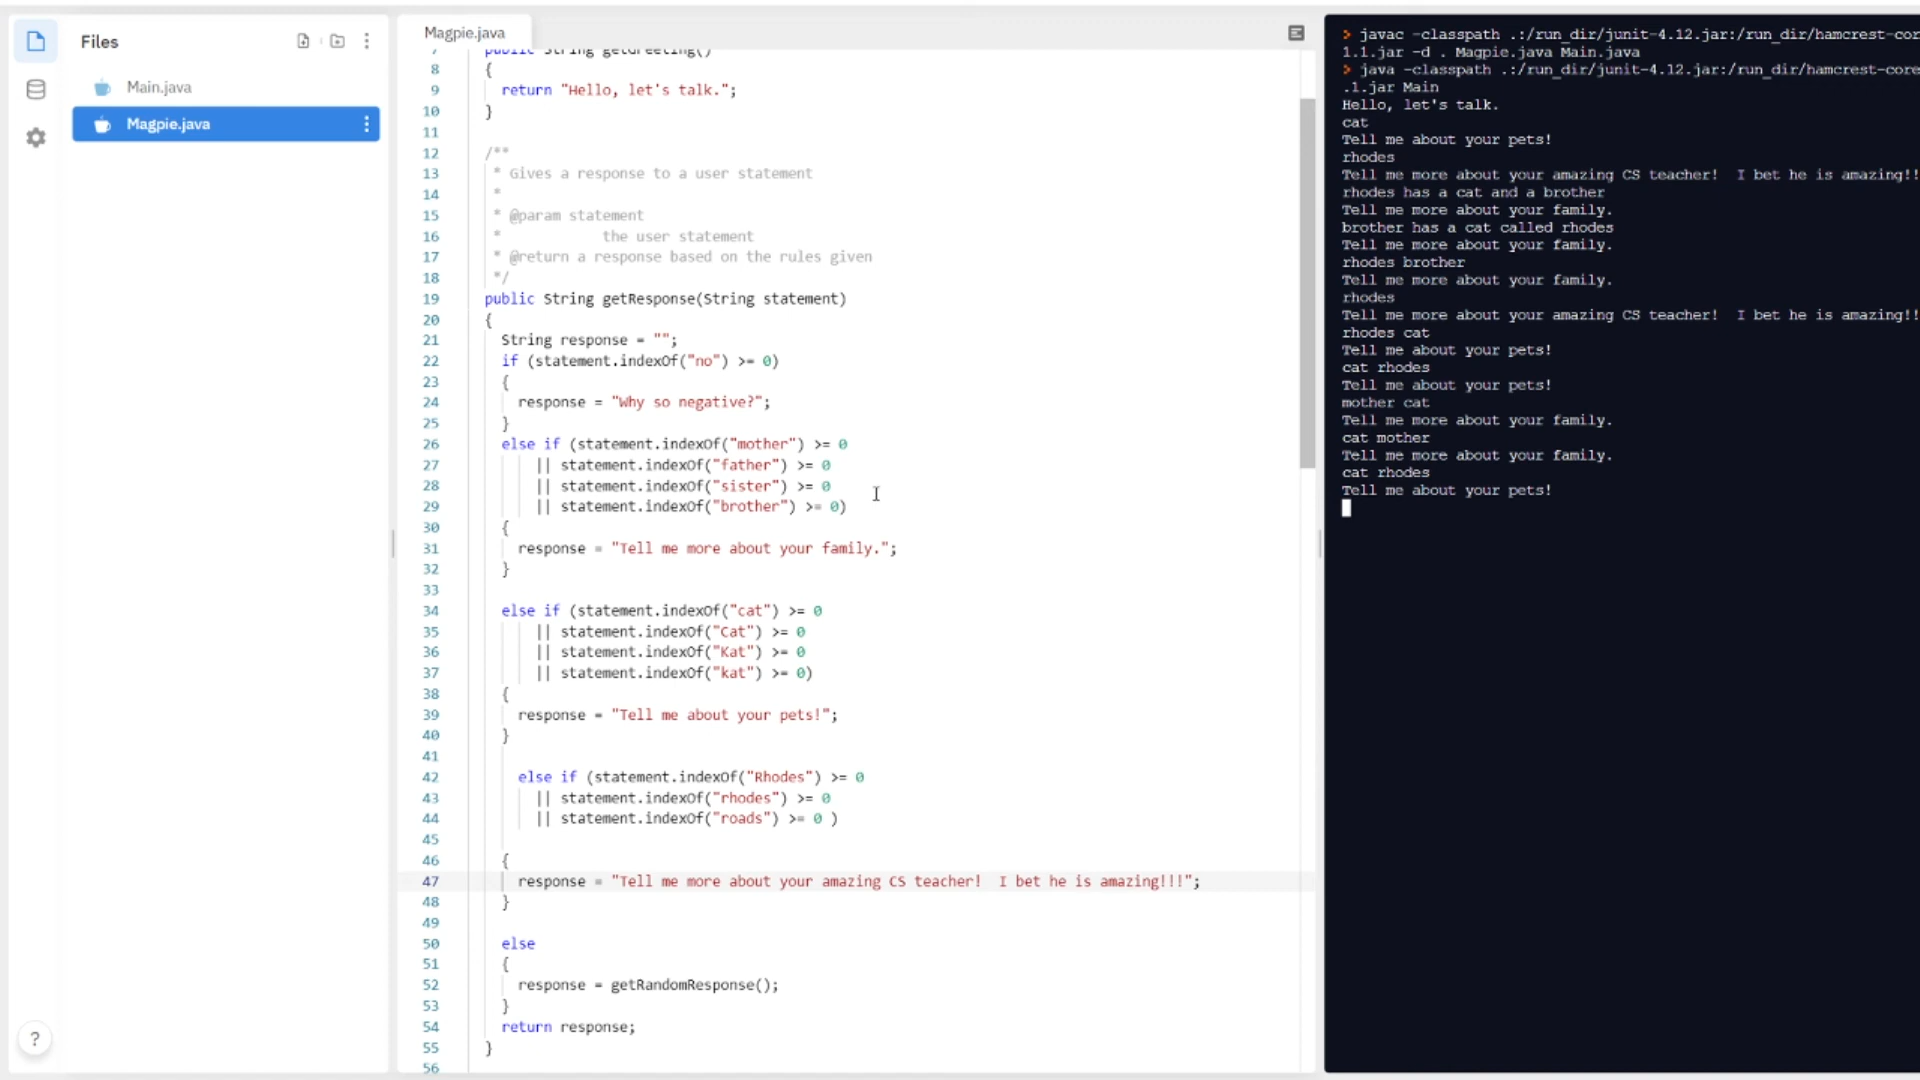 Files
Main.java
Magpie.java
?
Magpie.java
7 public String getGreeting()
8 {
9 return "Hello, let's talk.";
10 }
11
12 /**
13 * Gives a response to a user statement
14 *
15 * @param statement
16 * the user statement
17 * @return a response based on the rules given
18 */
19 public String getResponse(String statement)
20 {
21 String response = "";
22 if (statement.indexOf("no") >= 0)
23 {
24 response = "Why so negative?";
25 }
26 else if (statement.indexOf("mother") >= 0
27 || statement.indexOf("father") >= 0
28 || statement.indexOf("sister") >= 0
29 || statement.indexOf("brother") >= 0)
30 {
31 response = "Tell me more about your family.";
32 }
33
34 else if (statement.indexOf("cat") >= 0
35 || statement.indexOf("Cat") >= 0
36 || statement.indexOf("Kat") >= 0
37 || statement.indexOf("kat") >= 0)
38 {
39 response = "Tell me about your pets!";
40 }
41
42 else if (statement.indexOf("Rhodes") >= 0
43 || statement.indexOf("rhodes") >= 0
44 || statement.indexOf("roads") >= 0 )
45
46 {
47 response = "Tell me more about your amazing CS teacher!  I bet he is amazing!!!";
48 }
49
50 else
51 {
52 response = getRandomResponse();
53 }
54 return response;
55 }
56
> javac -classpath .:/run_dir/junit-4.12.jar:/run_dir/hamcrest-cor
1.1.jar -d . Magpie.java Main.java
> java -classpath .:/run_dir/junit-4.12.jar:/run_dir/hamcrest-core
.1.jar Main
Hello, let's talk.
cat
Tell me about your pets!
rhodes
Tell me more about your amazing CS teacher!  I bet he is amazing!!
rhodes has a cat and a brother
Tell me more about your family.
brother has a cat called rhodes
Tell me more about your family.
rhodes brother
Tell me more about your family.
rhodes
Tell me more about your amazing CS teacher!  I bet he is amazing!!
rhodes cat
Tell me about your pets!
cat rhodes
Tell me about your pets!
mother cat
Tell me more about your family.
cat mother
Tell me more about your family.
cat rhodes
Tell me about your pets!